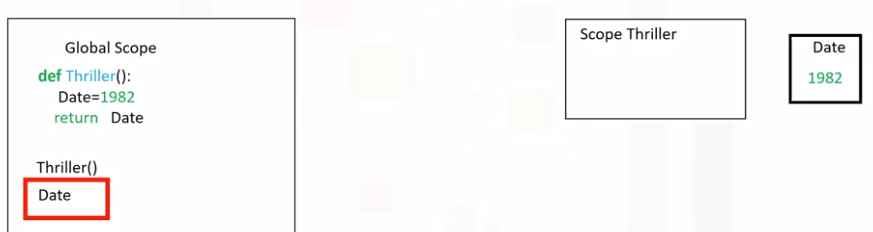 Global Scope
def Thriller():
Date=1982
return Date
Thriller()
Date
Scope Thriller
Date
1982